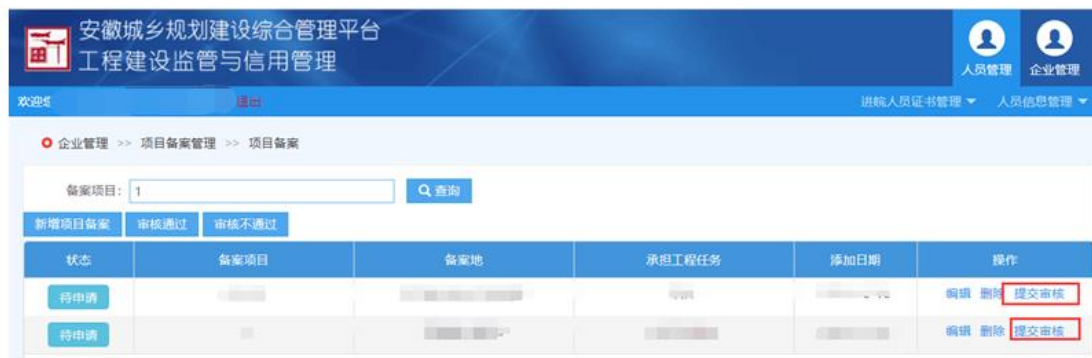 安徽城乡规划建设综合管理平台
工程建设监管与信用管理
人员管理 企业管理
欢迎您 退出 进皖人员证书管理 人员信息管理
企业管理 >> 项目备案管理 >> 项目备案
备案项目: 1 查询
新增项目备案 审核通过 审核不通过
状态 备案项目 备案地 承担工程任务 添加日期 操作
待申请 编辑 删除 提交审核
待申请 编辑 删除 提交审核